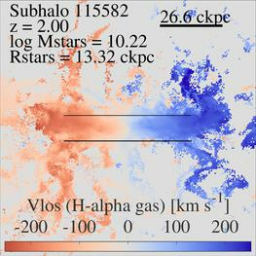 Subhalo 115582
26.6 ckpc
z = 2.00
log Mstars = 10.22
Rstars = 13.32 ckpc
Vlos (H-alpha gas) [km s⁻¹]
-200 -100 0 100 200